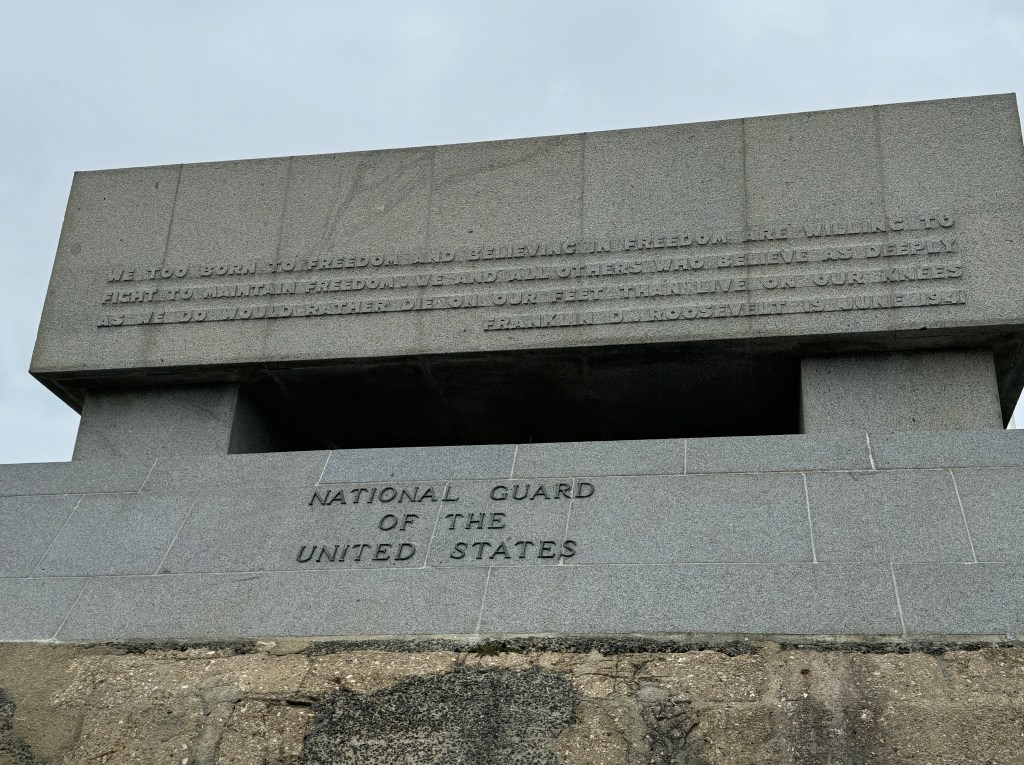 WE TOO BORN TO FREEDOM AND BELIEVING IN FREEDOM ARE WILLING TO
FIGHT TO MAINTAIN FREEDOM. WE AND ALL OTHERS WHO BELIEVE AS DEEPLY
AS WE DO WOULD RATHER DIE ON OUR FEET THAN LIVE ON OUR KNEES
FRANKLIN D. ROOSEVELT 19 JUNE 1941
NATIONAL GUARD
OF THE
UNITED STATES